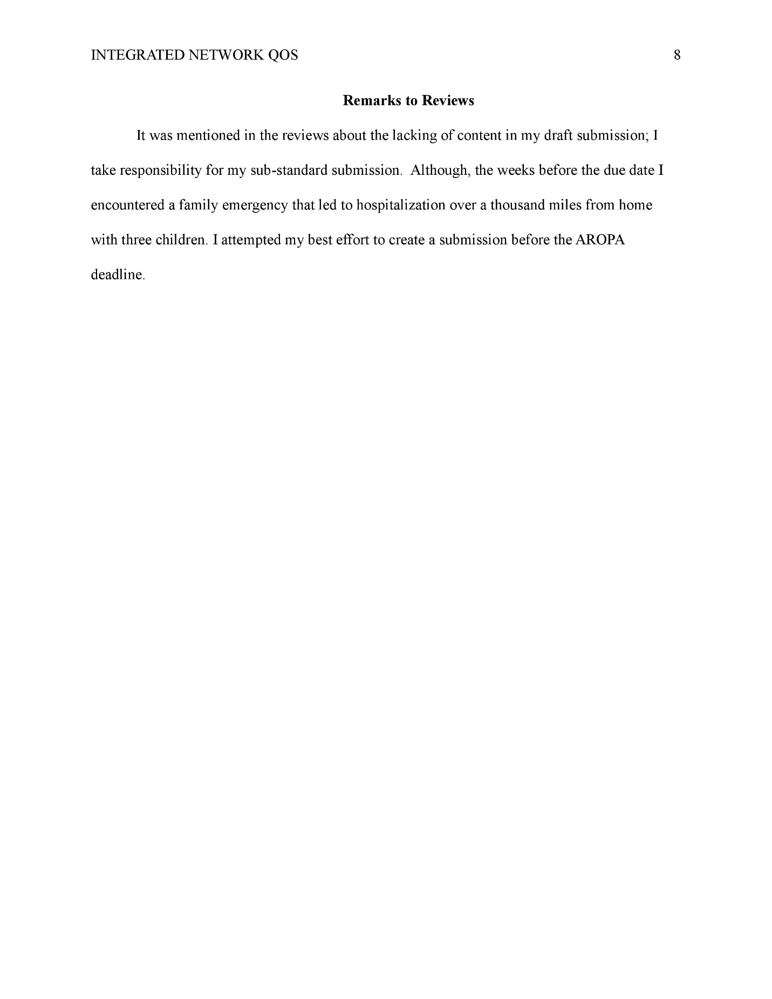 INTEGRATED NETWORK QOS 8
Remarks to Reviews
It was mentioned in the reviews about the lacking of content in my draft submission; I
take responsibility for my sub-standard submission.  Although, the weeks before the due date I
encountered a family emergency that led to hospitalization over a thousand miles from home
with three children. I attempted my best effort to create a submission before the AROPA
deadline.